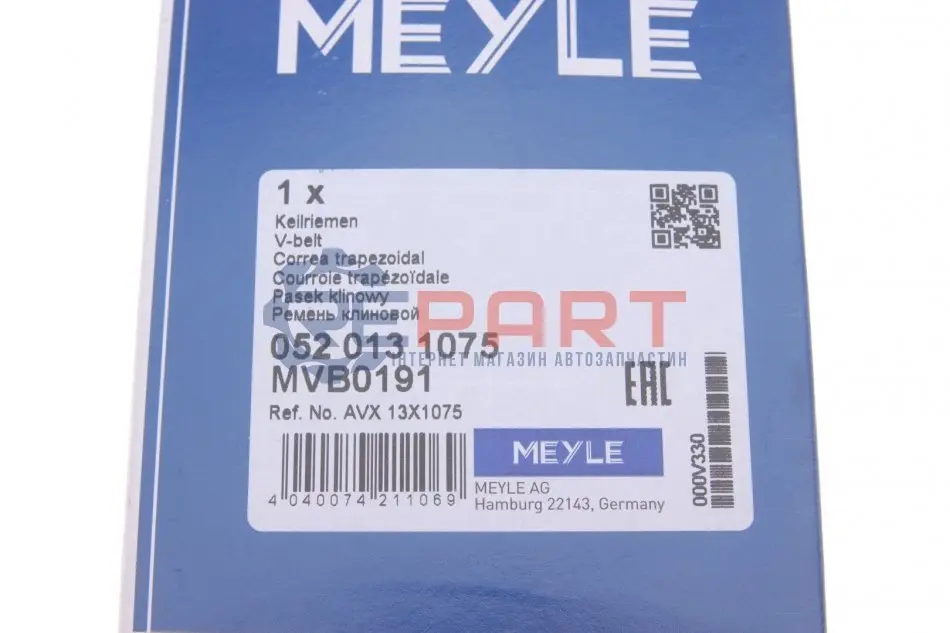 MEYLE
1 x
Keilriemen
V-belt
Correa trapezoidal
Courroie trapézoïdale
Pasek klinowy
Ремень клиновой
EPART
ІНТЕРНЕТ МАГАЗИН АВТОЗАПЧАСТИН
052 013 1075
MVB0191
EAC
Ref. No. AVX 13X1075
000V330
MEYLE
4 040074 211069
MEYLE AG
Hamburg 22143, Germany